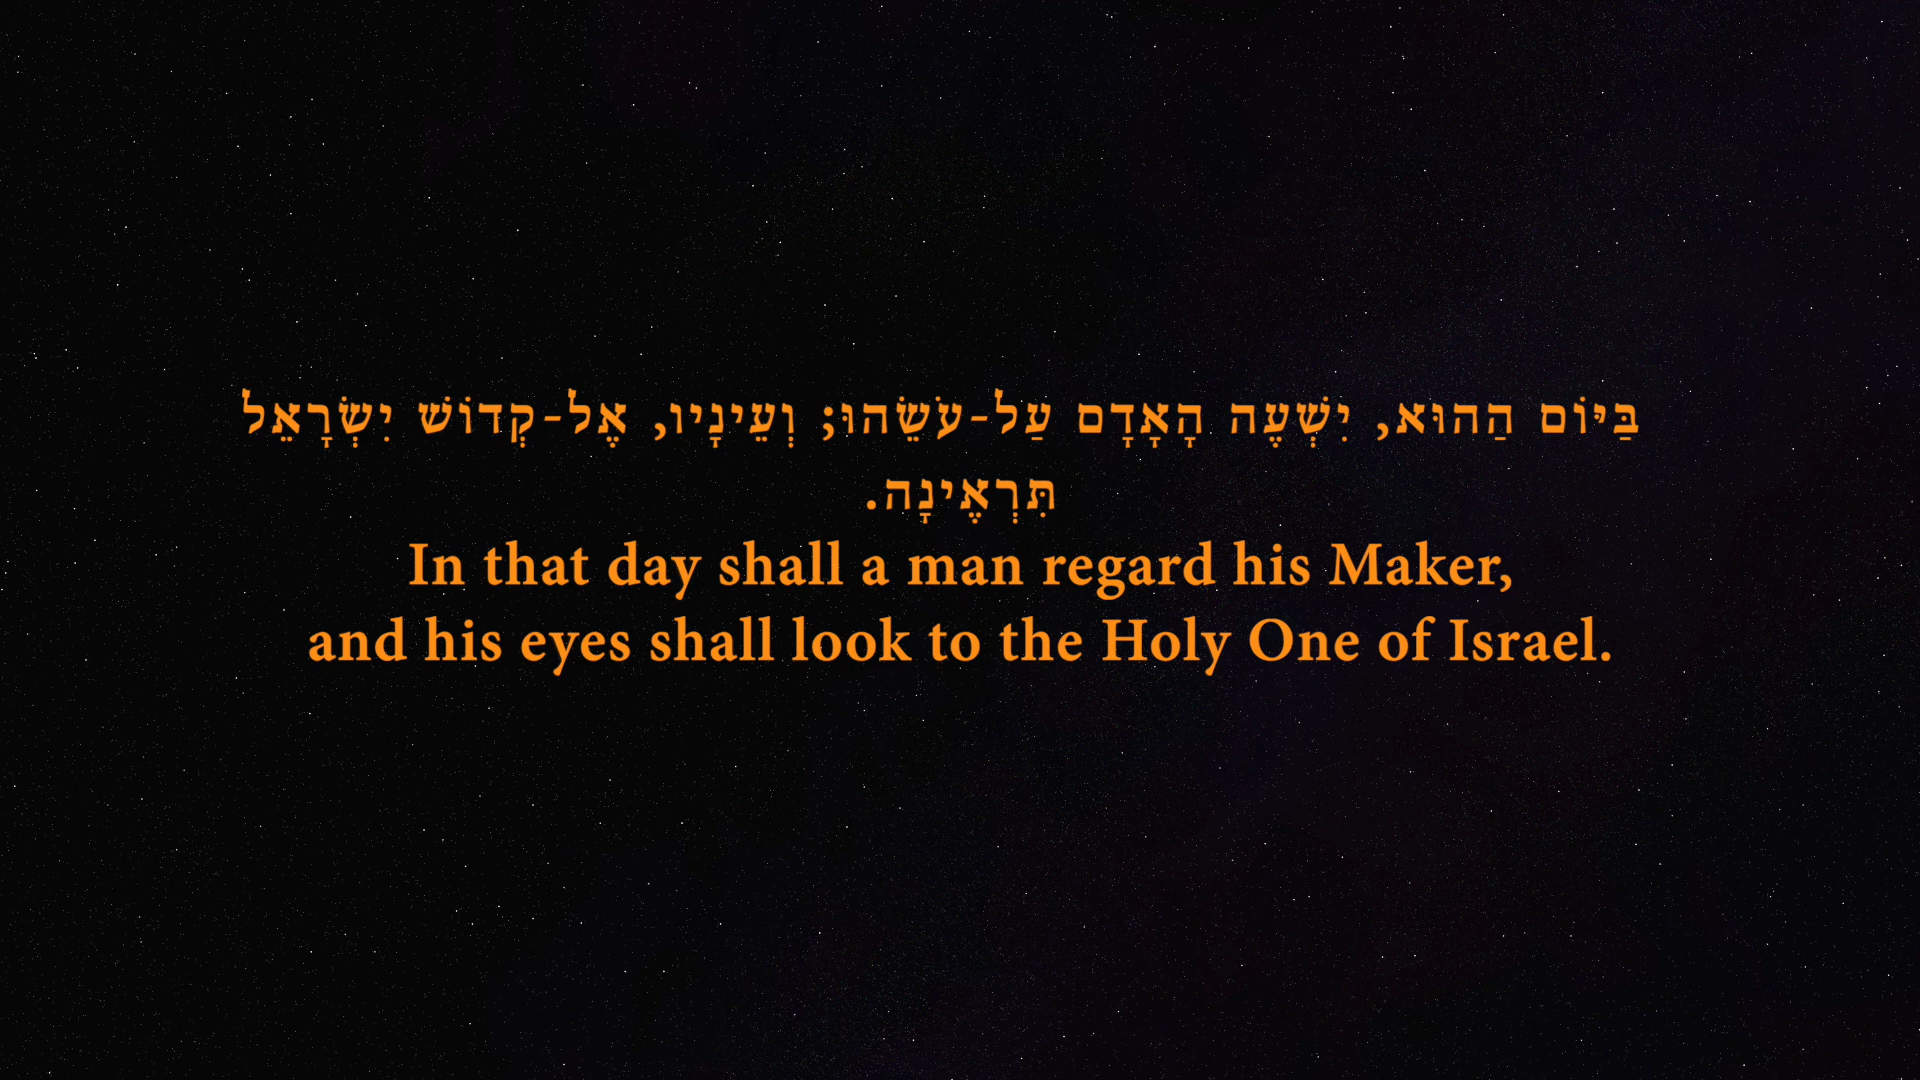 בַּיּוֹם הַהוּא, יִשְׁעֶה הָאָדָם עַל-עֹשֵׂהוּ; וְעֵינָיו, אֶל-קְדוֹשׁ יִשְׂרָאֵל
תִּרְאֶינָה.
In that day shall a man regard his Maker,
and his eyes shall look to the Holy One of Israel.